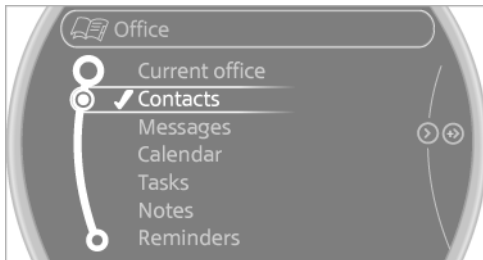 Office
Current office
Contacts
Messages
Calendar
Tasks
Notes
Reminders